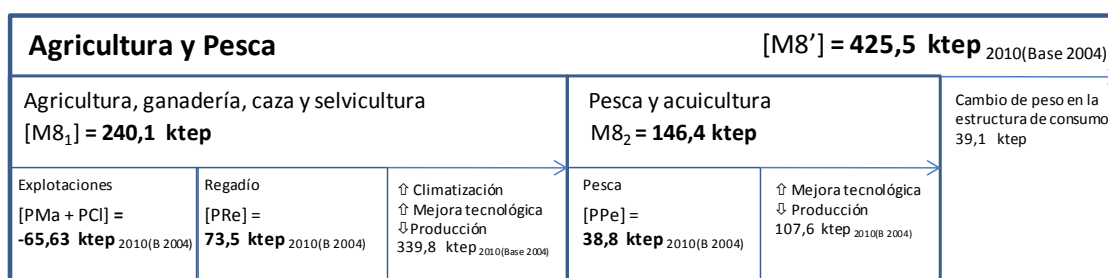 Agricultura y Pesca
[M8’] = 425,5 ktep 2010(Base 2004)
Agricultura, ganadería, caza y selvicultura
[M8₁] = 240,1 ktep
Pesca y acuicultura
M8₂ = 146,4 ktep
Cambio de peso en la
estructura de consumo
39,1 ktep
Explotaciones
[PMa + PCl] =
-65,63 ktep 2010(B 2004)
Regadío
[PRe] =
73,5 ktep 2010(B 2004)
⇧ Climatización
⇧ Mejora tecnológica
⇩Producción
339,8 ktep 2010(Base 2004)
Pesca
[PPe] =
38,8 ktep 2010(B 2004)
⇧ Mejora tecnológica
⇩ Producción
107,6 ktep 2010(B 2004)